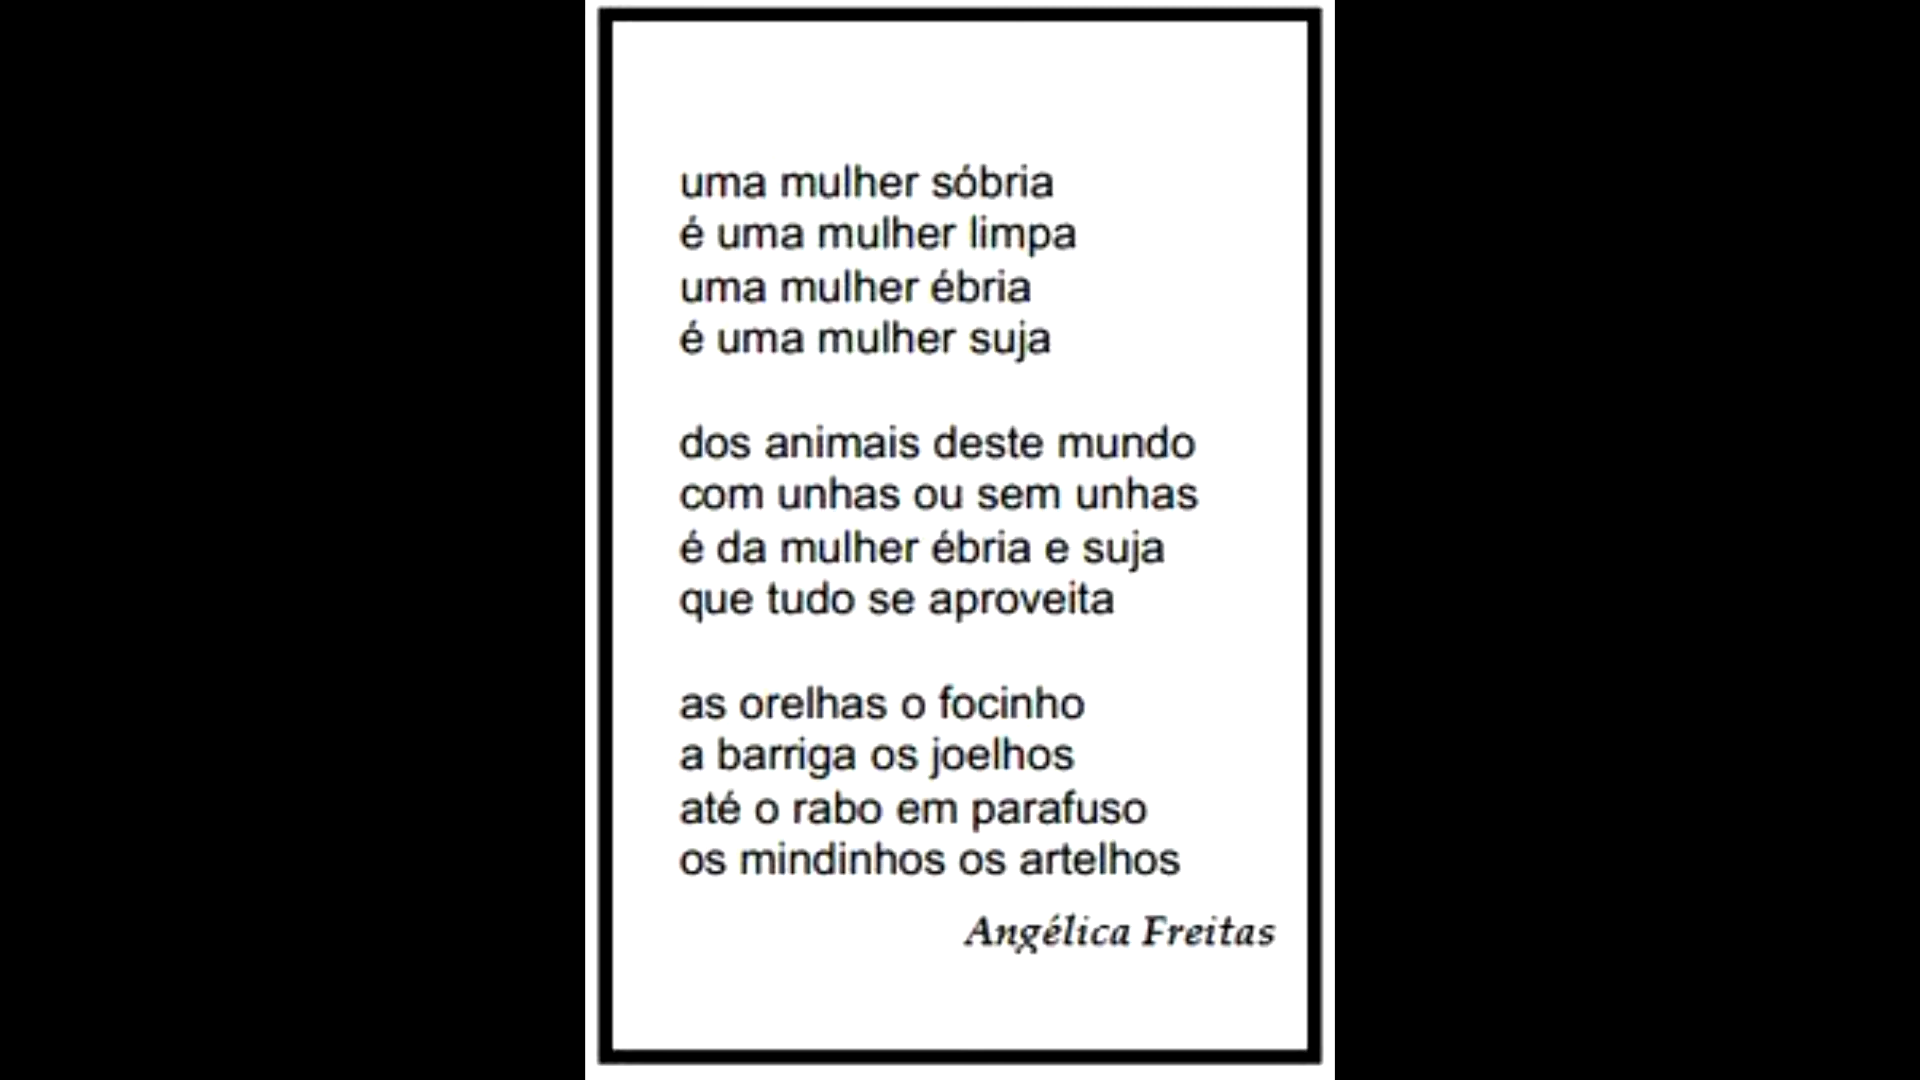 uma mulher sóbria
é uma mulher limpa
uma mulher ébria
é uma mulher suja
dos animais deste mundo
com unhas ou sem unhas
é da mulher ébria e suja
que tudo se aproveita
as orelhas o focinho
a barriga os joelhos
até o rabo em parafuso
os mindinhos os artelhos
Angélica Freitas